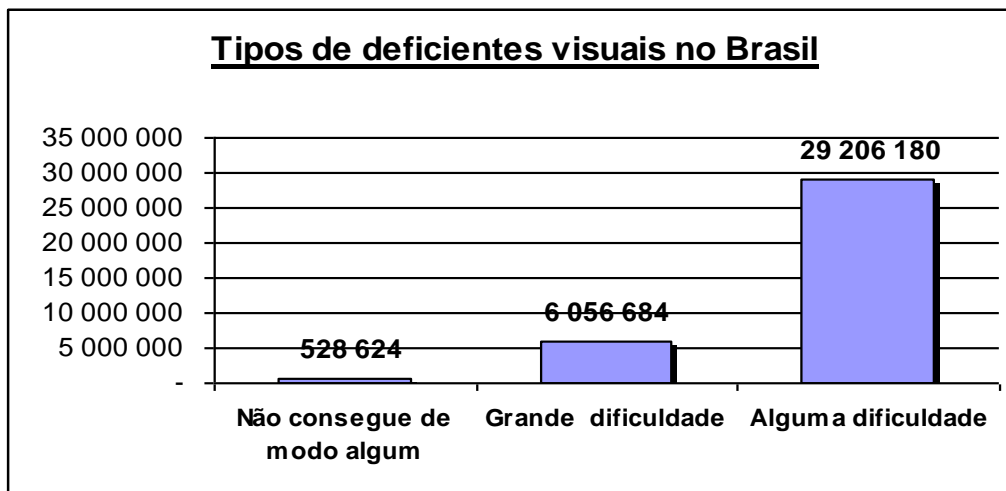 Tipos de deficientes visuais no Brasil
35 000 000
30 000 000
25 000 000
20 000 000
15 000 000
10 000 000
5 000 000
-
29 206 180
6 056 684
528 624
Não consegue de
modo algum
Grande dificuldade
Alguma dificuldade